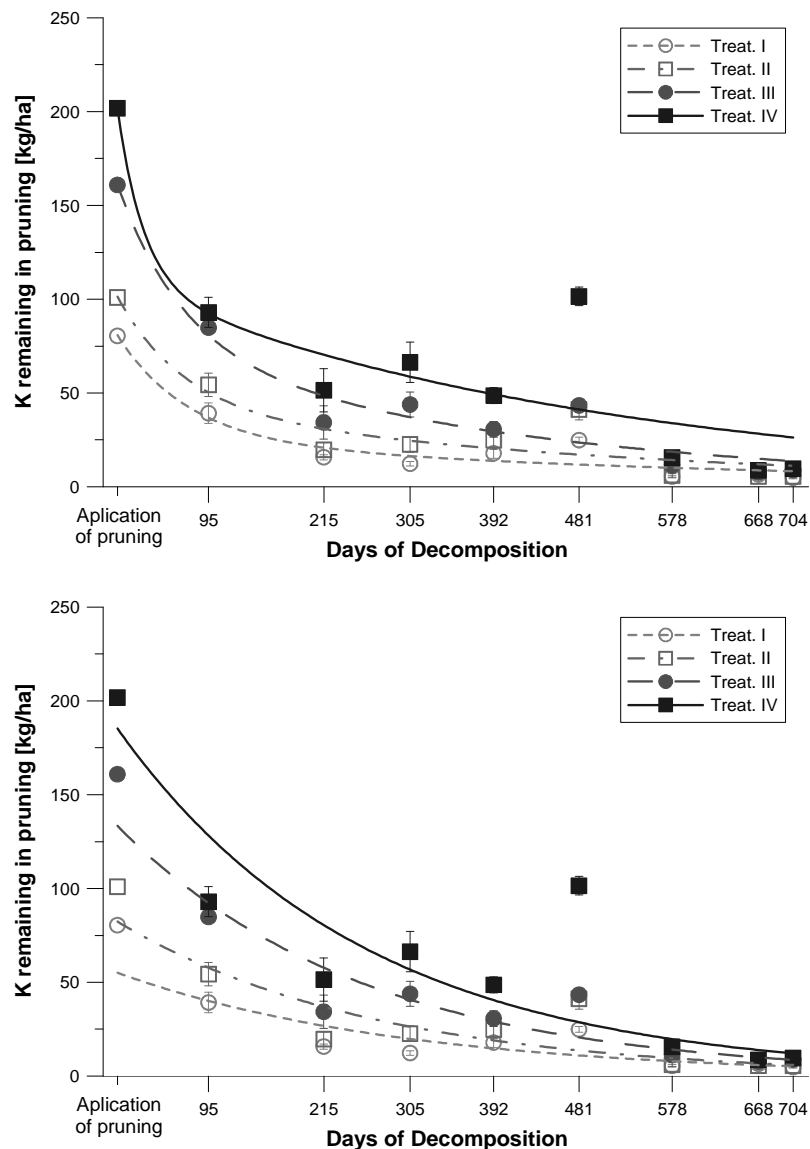 250
200
150
100
50
0
K remaining in pruning [kg/ha]
Treat. I
Treat. II
Treat. III
Treat. IV
Aplication
of pruning
95
215
305
392
481
578
668
704
Days of Decomposition
250
200
150
100
50
0
K remaining in pruning [kg/ha]
Treat. I
Treat. II
Treat. III
Treat. IV
Aplication
of pruning
95
215
305
392
481
578
668
704
Days of Decomposition